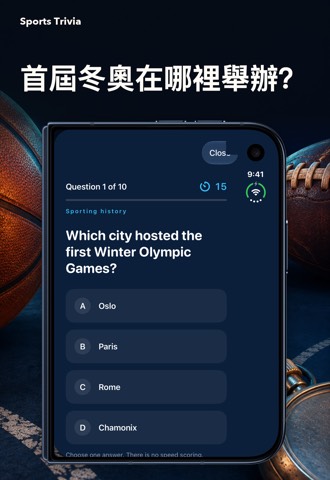 Sports Trivia
首屆冬奧在哪裡舉辦？
Close
9:41
Question 1 of 10
15
Sporting history
Which city hosted the
first Winter Olympic
Games?
A Oslo
B Paris
C Rome
D Chamonix
Choose one answer. There is no speed scoring.